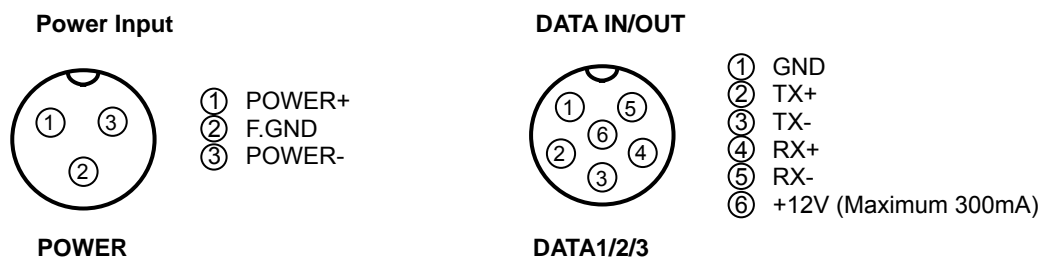 Power Input
① ③
②
① POWER+
② F.GND
③ POWER-
POWER
DATA IN/OUT
① ⑤
⑥
② ④
③
① GND
② TX+
③ TX-
④ RX+
⑤ RX-
⑥ +12V (Maximum 300mA)
DATA1/2/3